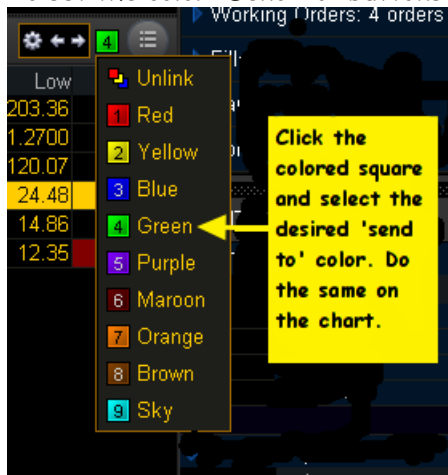 Working Orders: 4 orders
4
Low
203.36
1.2700
120.07
24.48
14.86
12.35
Unlink
1 Red
2 Yellow
3 Blue
4 Green
5 Purple
6 Maroon
7 Orange
8 Brown
9 Sky
Click the
colored square
and select the
desired 'send
to' color. Do
the same on
the chart.